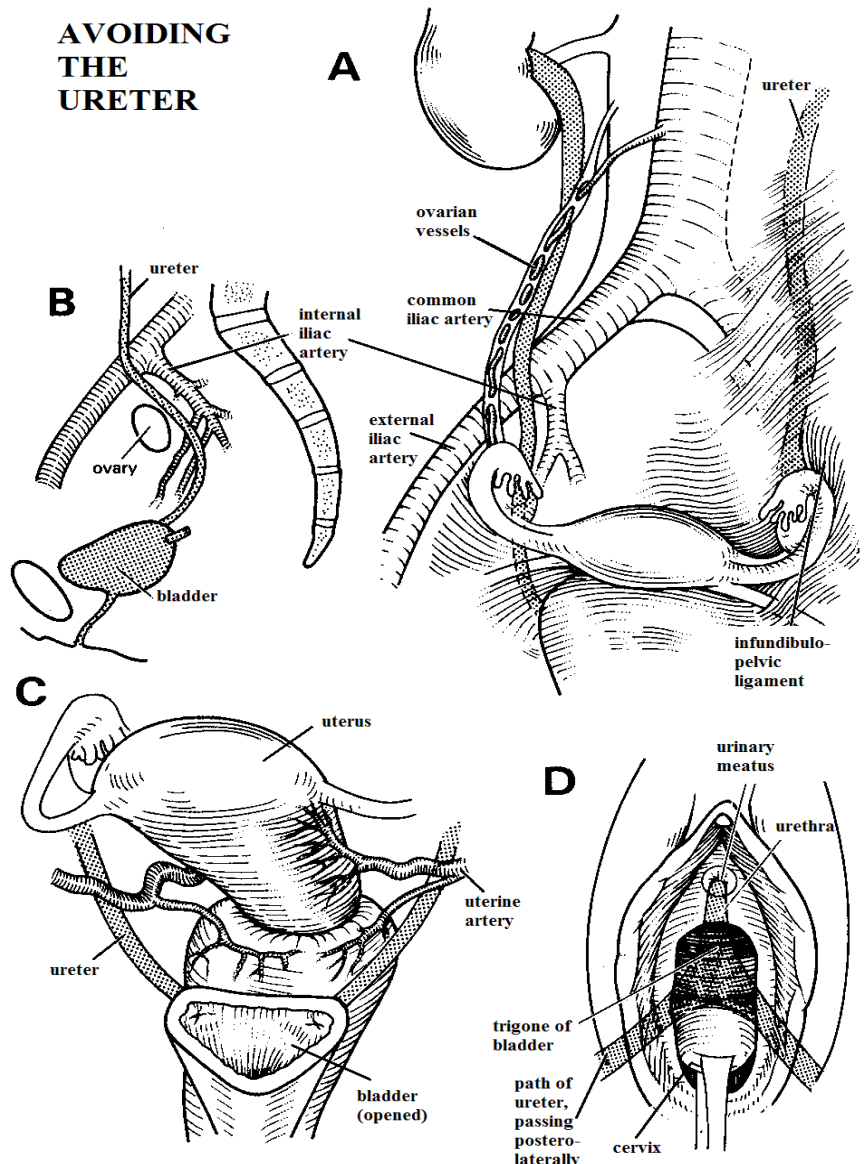 AVOIDING
THE
URETER
A
ureter
ovarian
vessels
common
iliac artery
external
iliac
artery
infundibulo-
pelvic
ligament
B
ureter
internal
iliac
artery
ovary
bladder
C
uterus
uterine
artery
ureter
bladder
(opened)
D
urinary
meatus
urethra
trigone of
bladder
path of
ureter,
passing
postero-
laterally
cervix